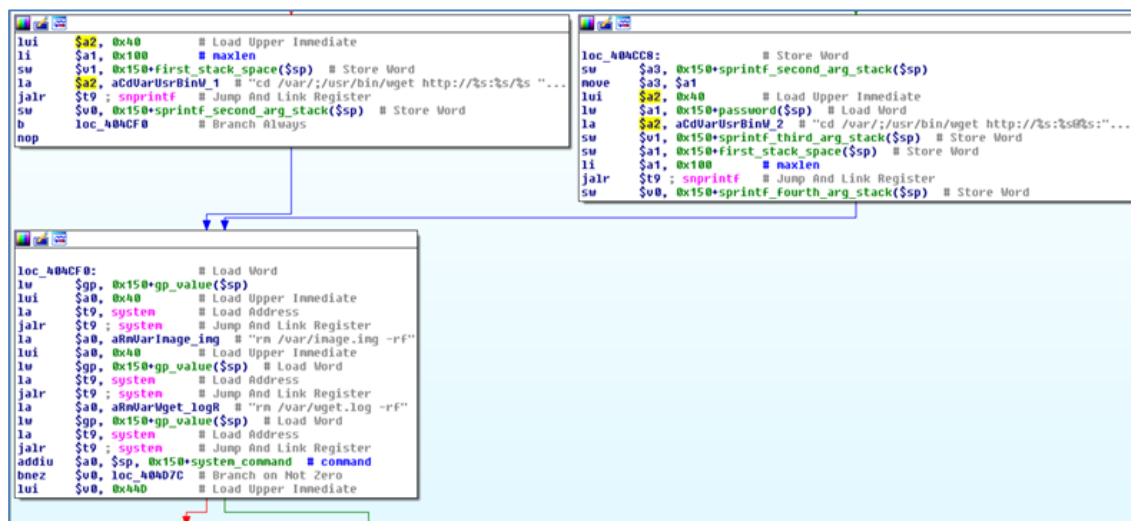 lui $a2, 0x40 # Load Upper Immediate
li $a1, 0x100 # maxlen
sw $v1, 0x150+first_stack_space($sp) # Store Word
la $a2, aCdVarUsrBinW_1 # "cd /var/;/usr/bin/wget http://%s:%s/%s "...
jalr $t9 ; snprintf # Jump And Link Register
sw $v0, 0x150+sprintf_second_arg_stack($sp) # Store Word
b loc_404CF0 # Branch Always
nop
loc_404CC8: # Store Word
sw $a3, 0x150+sprintf_second_arg_stack($sp)
move $a3, $a1
lui $a2, 0x40 # Load Upper Immediate
lw $a1, 0x150+password($sp) # Load Word
la $a2, aCdVarUsrBinW_2 # "cd /var/;/usr/bin/wget http://%s:%s@%s:"...
sw $v1, 0x150+sprintf_third_arg_stack($sp) # Store Word
sw $a1, 0x150+first_stack_space($sp) # Store Word
li $a1, 0x100 # maxlen
jalr $t9 ; snprintf # Jump And Link Register
sw $v0, 0x150+sprintf_fourth_arg_stack($sp) # Store Word
loc_404CF0: # Load Word
lw $gp, 0x150+gp_value($sp)
lui $a0, 0x40 # Load Upper Immediate
la $t9, system # Load Address
jalr $t9 ; system # Jump And Link Register
la $a0, aRmVarImage_img # "rm /var/image.img -rf"
lui $a0, 0x40 # Load Upper Immediate
lw $gp, 0x150+gp_value($sp) # Load Word
la $t9, system # Load Address
jalr $t9 ; system # Jump And Link Register
la $a0, aRmVarWget_logR # "rm /var/wget.log -rf"
lw $gp, 0x150+gp_value($sp) # Load Word
la $t9, system # Load Address
jalr $t9 ; system # Jump And Link Register
addiu $a0, $sp, 0x150+system_command # command
bnez $v0, loc_404D7C # Branch on Not Zero
lui $v0, 0x44D # Load Upper Immediate